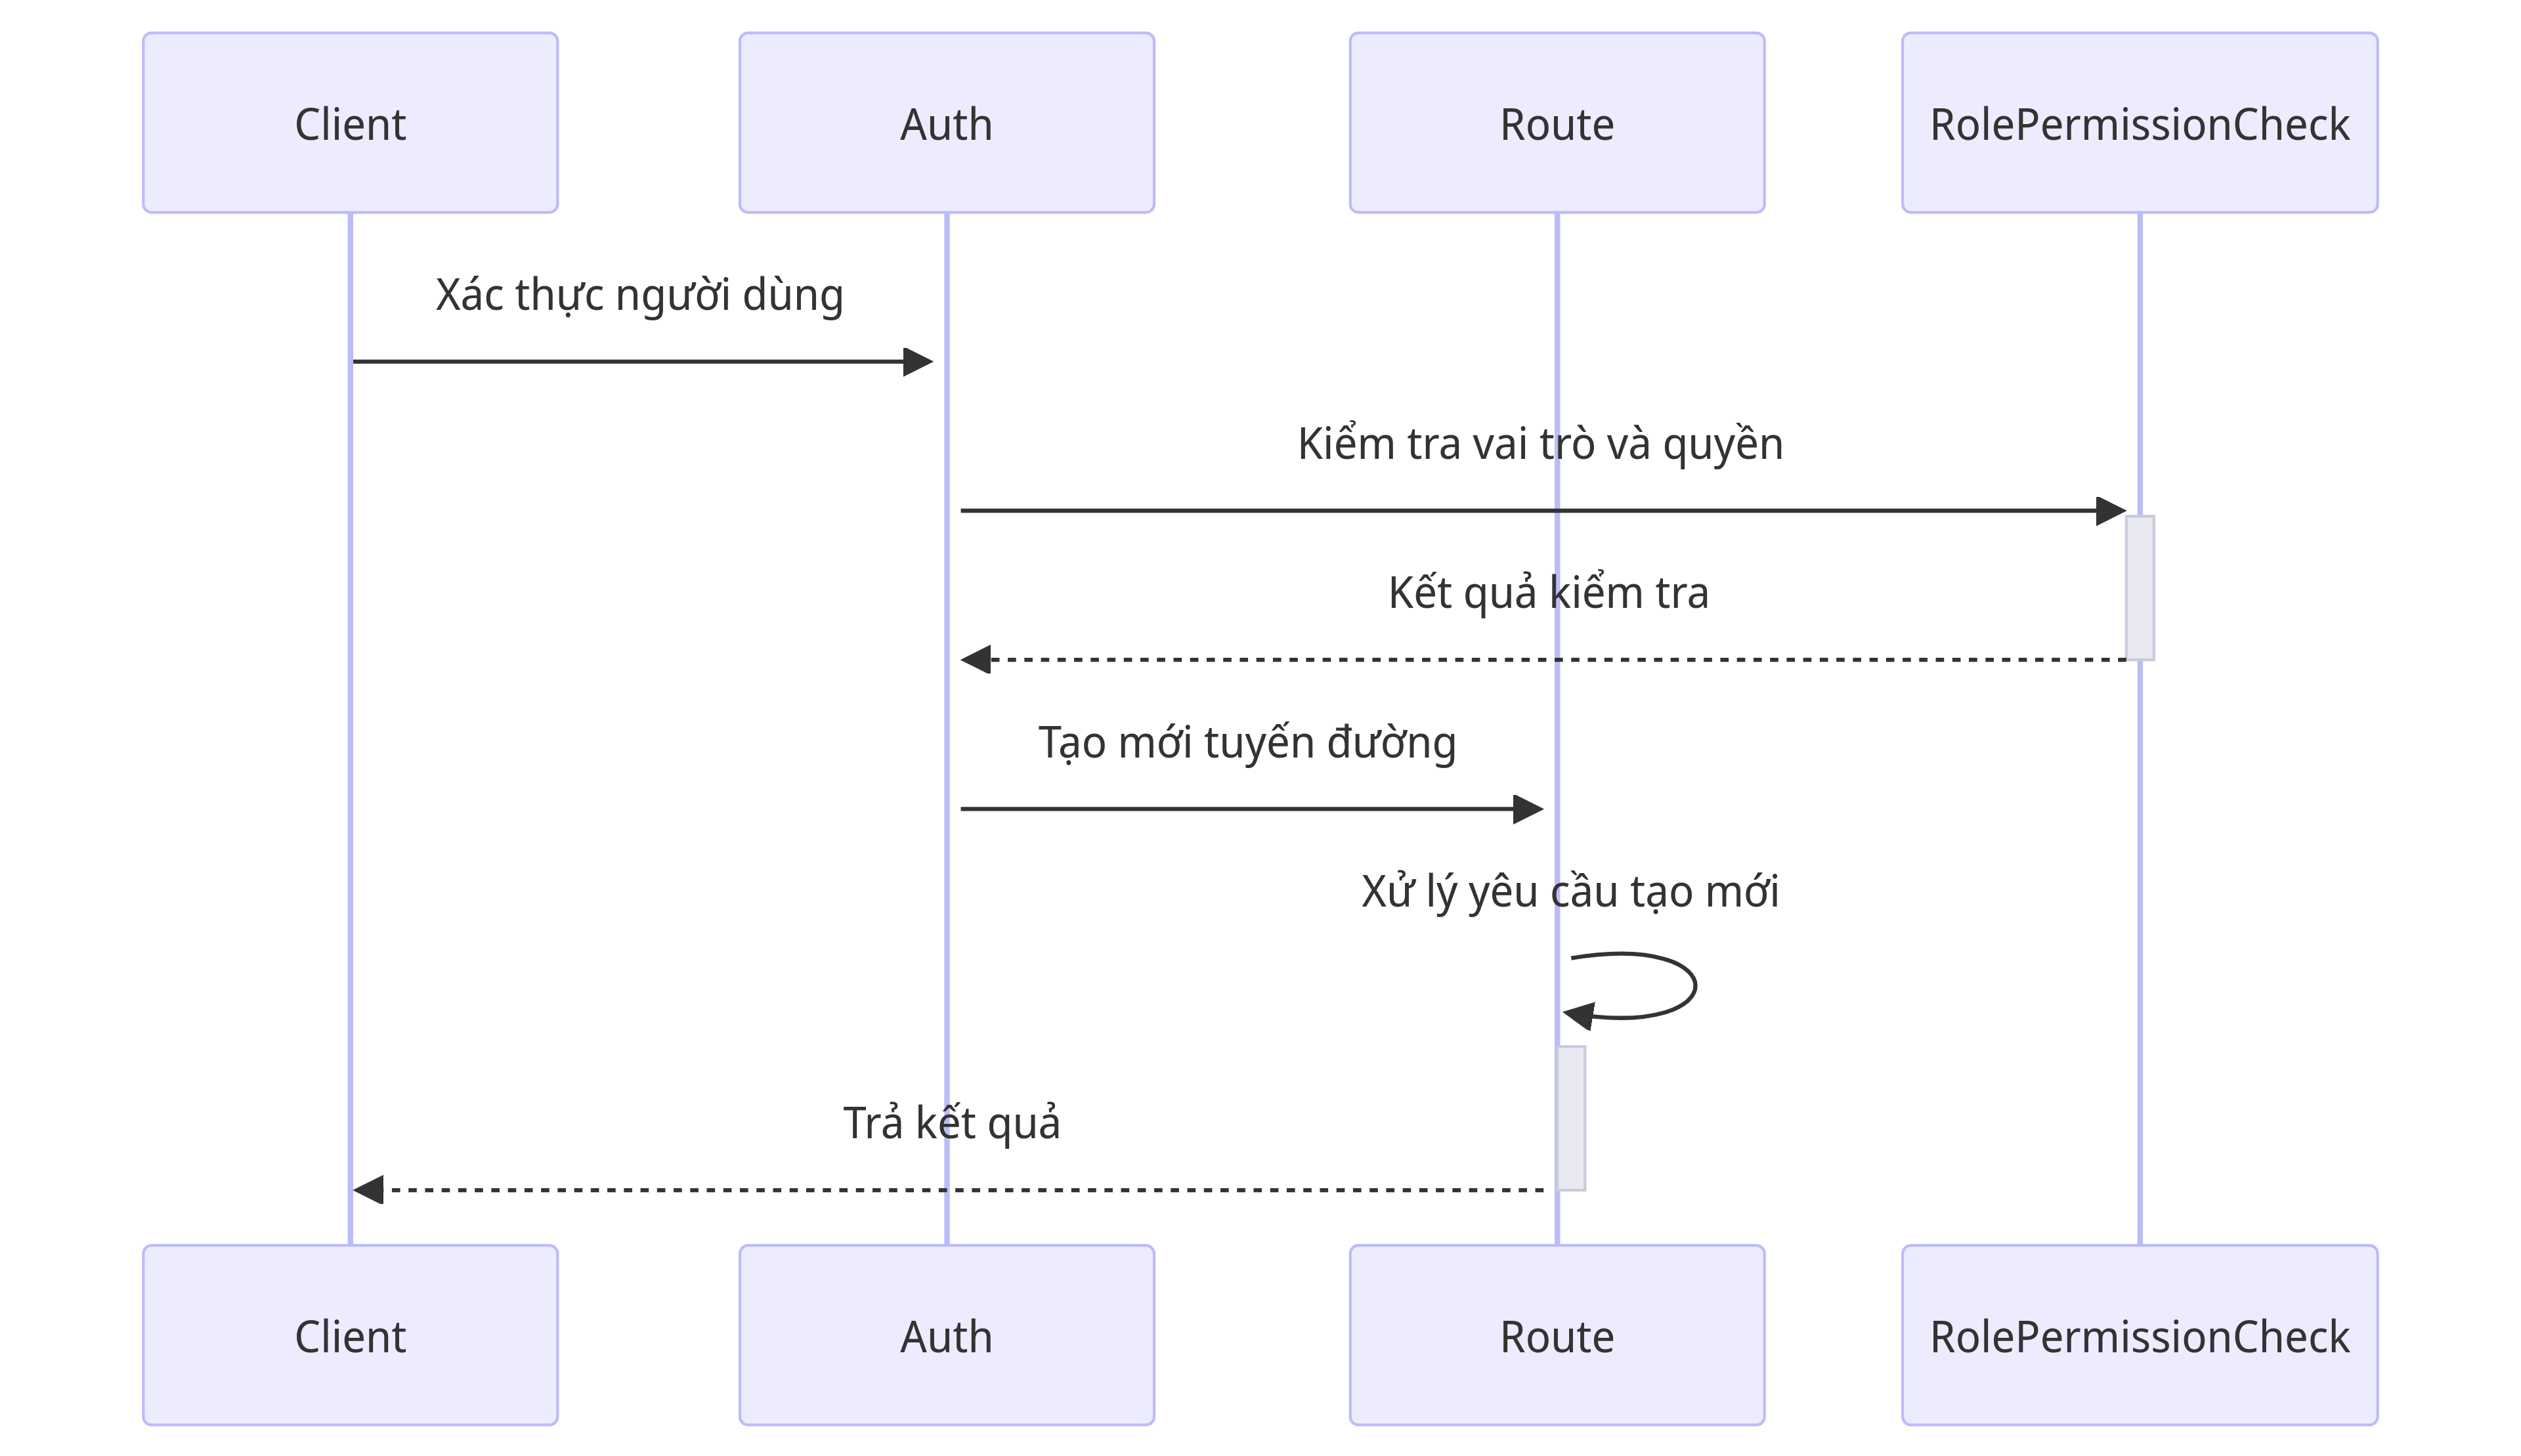 Client
Auth
Route
RolePermissionCheck
Xác thực người dùng
Kiểm tra vai trò và quyền
Kết quả kiểm tra
Tạo mới tuyến đường
Xử lý yêu cầu tạo mới
Trả kết quả
Client
Auth
Route
RolePermissionCheck